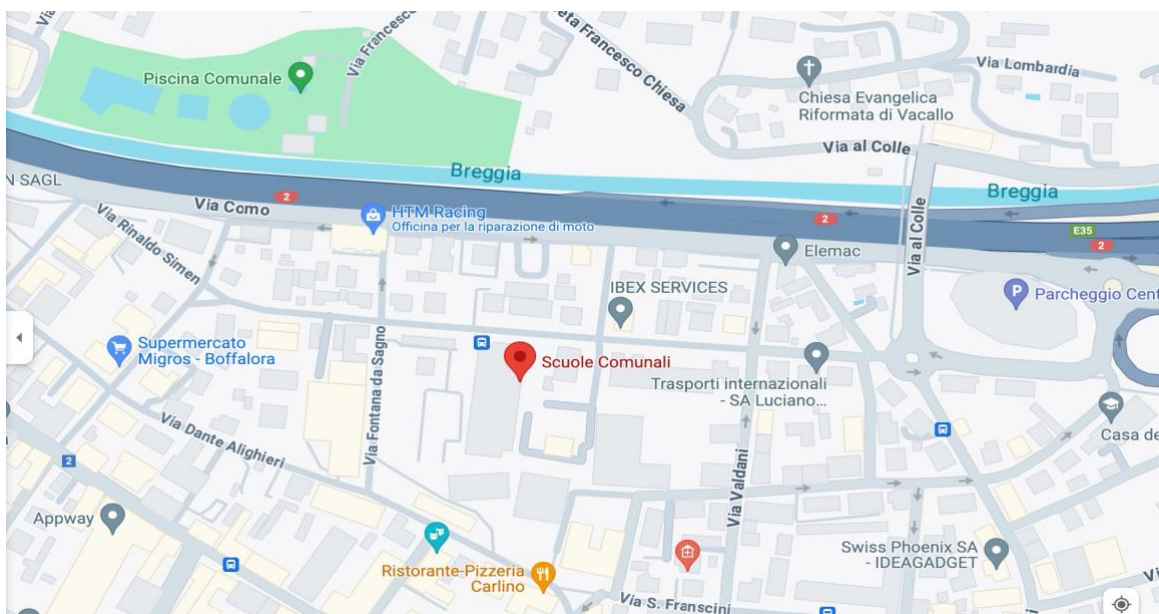 Via Francesco
Piscina Comunale
eta Francesco Chiesa
Chiesa Evangelica
Riformata di Vacallo
Via Lombardia
Via al Colle
Breggia
Breggia
N SAGL
2
Via Como
HTM Racing
Officina per la riparazione di moto
2
E35
2
Via Rinaldo Simen
Elemac
Via al Colle
IBEX SERVICES
P
Parcheggio Cent
Supermercato
Migros - Boffalora
Via Fontana da Sagno
Scuole Comunali
Trasporti internazionali
- SA Luciano...
Via Dante Alighieri
Casa de
2
Via Valdani
Appway
Swiss Phoenix SA
- IDEAGADGET
Ristorante-Pizzeria
Carlino
Via S. Franscini